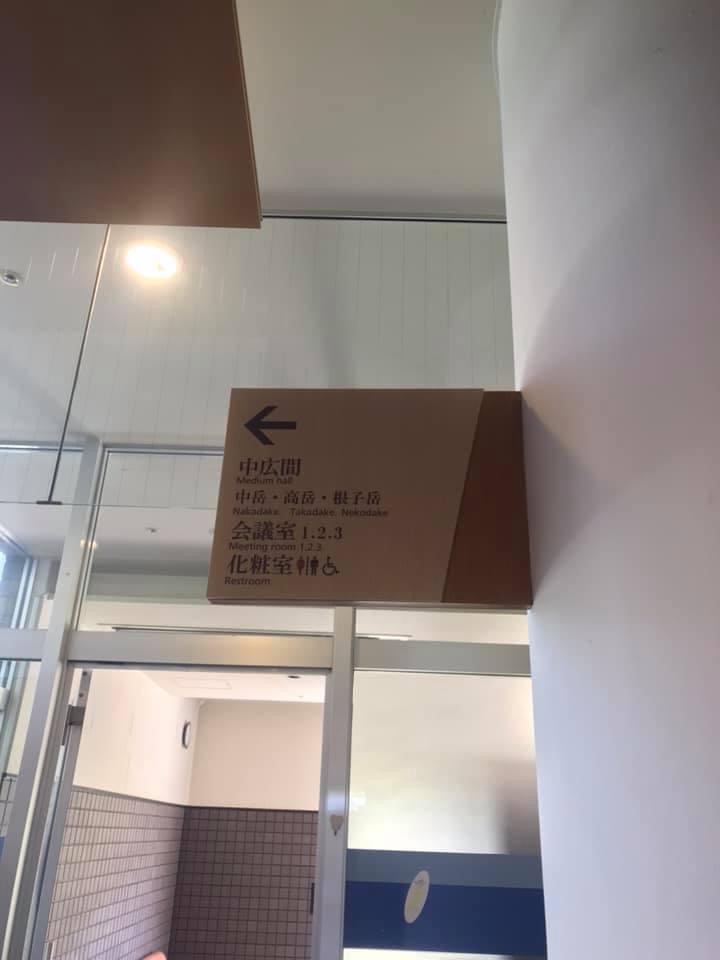 中広間
Medium hall
中岳・高岳・根子岳
Nakadake. Takadake. Nekodake
会議室 1.2.3
Meeting room 1.2.3
化粧室
Restroom